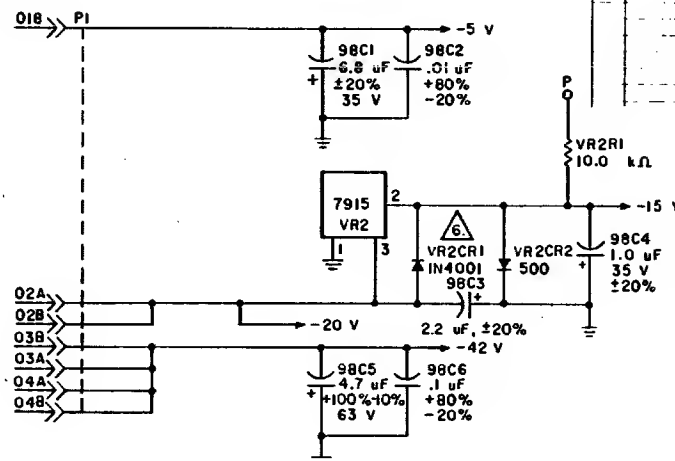 01B P1 -5 V
98C1 98C2
6.8 uF .01 uF
+ ±20% +80%
35 V -20%
P
VR2R1
10.0 kΩ
7915 2
VR2
1 3
-15 V
6.
VR2CR1 VR2CR2
1N4001 500
98C4
1.0 uF
+ 35 V
±20%
98C3
+
2.2 uF, ±20%
02A
02B
-20 V
03B
03A
04A
04B
-42 V
98C5 98C6
4.7 uF .1 uF
+ +100%-10% +80%
63 V -20%